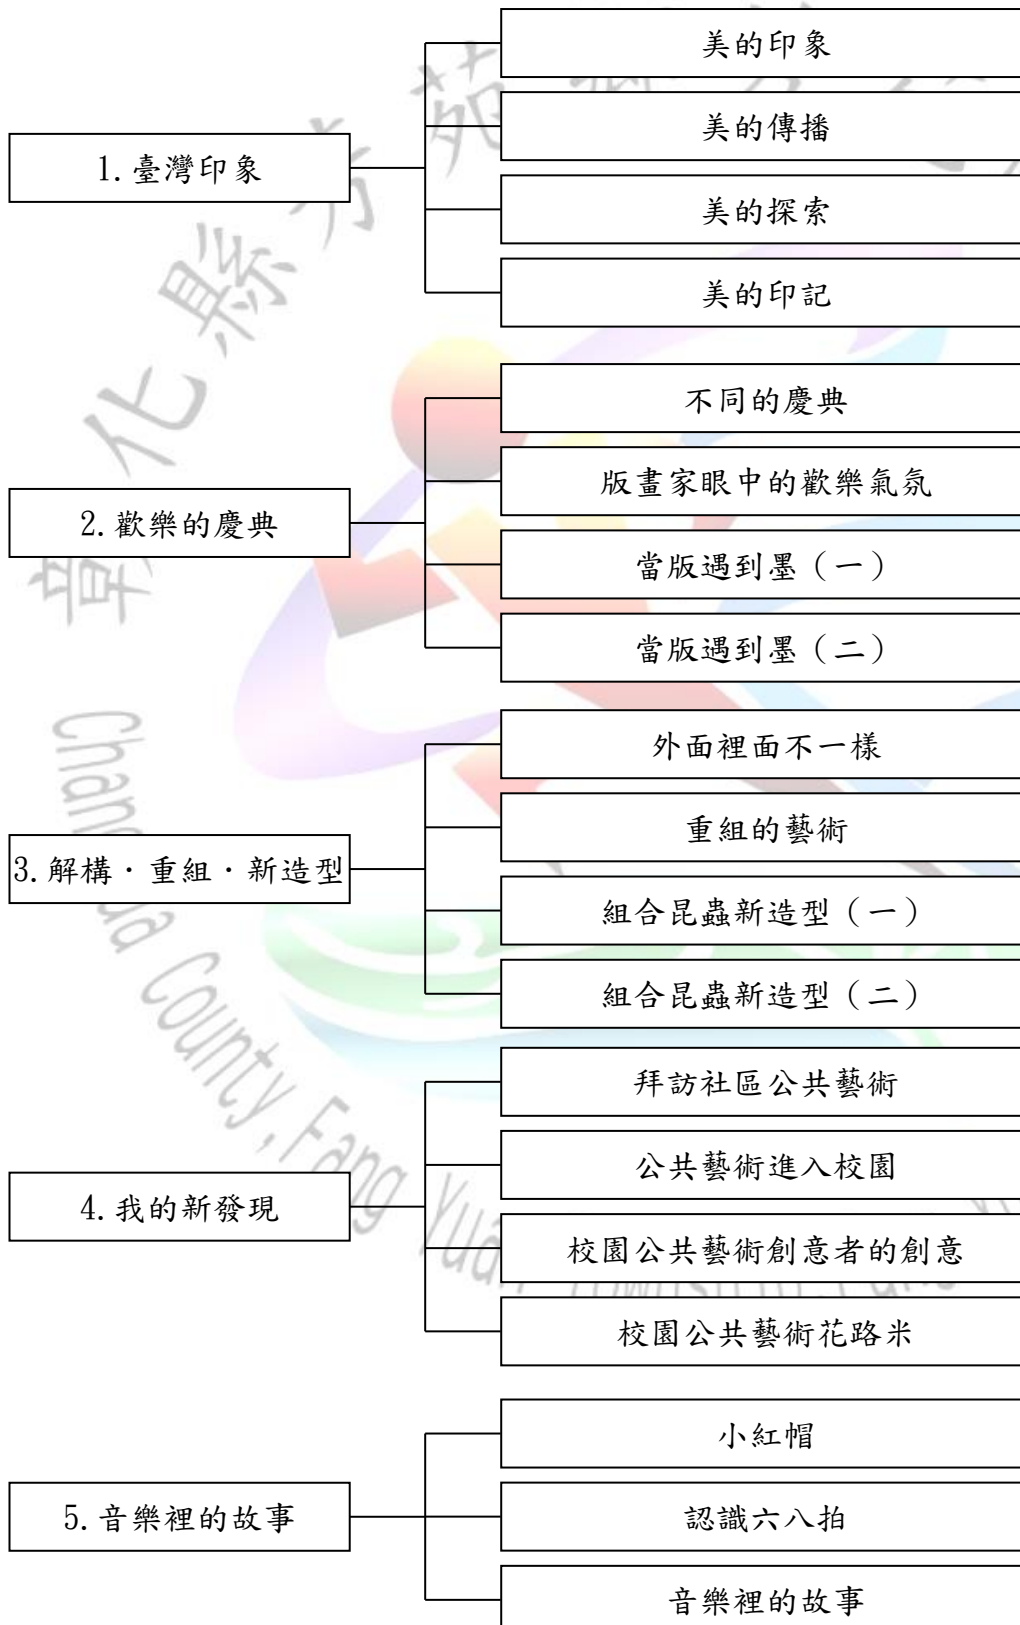 1.臺灣印象
美的印象
美的傳播
美的探索
美的印記
2.歡樂的慶典
不同的慶典
版畫家眼中的歡樂氣氛
當版遇到墨（一）
當版遇到墨（二）
3.解構‧重組‧新造型
外面裡面不一樣
重組的藝術
組合昆蟲新造型（一）
組合昆蟲新造型（二）
4.我的新發現
拜訪社區公共藝術
公共藝術進入校園
校園公共藝術創意者的創意
校園公共藝術花路米
5.音樂裡的故事
小紅帽
認識六八拍
音樂裡的故事
彰化縣芳苑
County, Fang Yuan